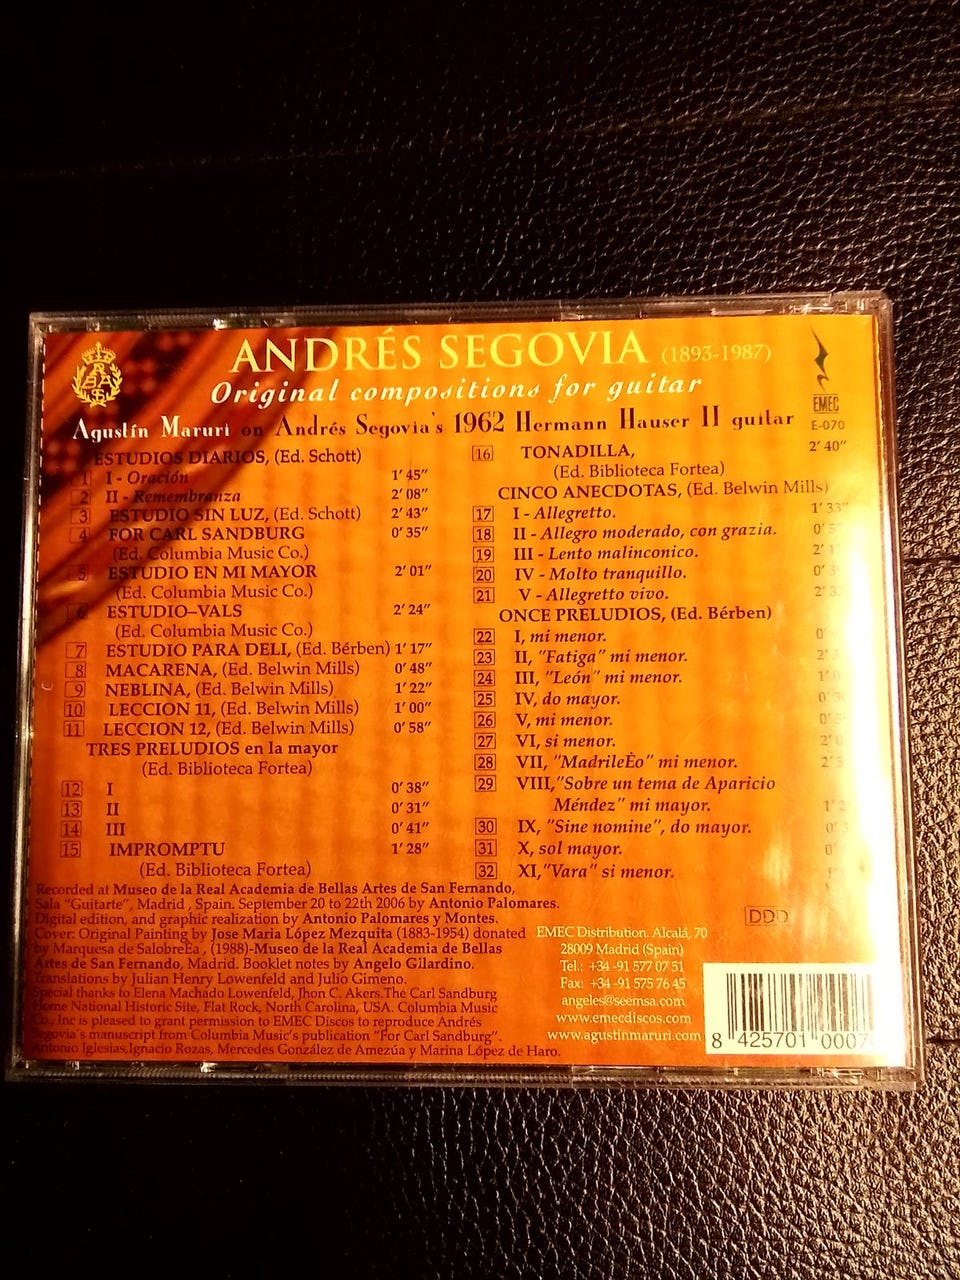 ANDRÉS SEGOVIA (1893-1987)
Original compositions for guitar
Agustín Maruri on Andrés Segovia's 1962 Hermann Hauser II guitar
EMEC
E-070
ESTUDIOS DIARIOS, (Ed. Schott)
1 I - Oración 1' 45"
2 II - Remembranza 2' 08"
3 ESTUDIO SIN LUZ, (Ed. Schott) 2' 43"
4 FOR CARL SANDBURG 0' 35"
(Ed. Columbia Music Co.)
5 ESTUDIO EN MI MAYOR 2' 01"
(Ed. Columbia Music Co.)
6 ESTUDIO–VALS 2' 24"
(Ed. Columbia Music Co.)
7 ESTUDIO PARA DELI, (Ed. Bérben) 1' 17"
8 MACARENA, (Ed. Belwin Mills) 0' 48"
9 NEBLINA, (Ed. Belwin Mills) 1' 22"
10 LECCION 11, (Ed. Belwin Mills) 1' 00"
11 LECCION 12, (Ed. Belwin Mills) 0' 58"
TRES PRELUDIOS en la mayor
(Ed. Biblioteca Fortea)
12 I 0' 38"
13 II 0' 31"
14 III 0' 41"
15 IMPROMPTU 1' 28"
(Ed. Biblioteca Fortea)
16 TONADILLA, 2' 40"
(Ed. Biblioteca Fortea)
CINCO ANECDOTAS, (Ed. Belwin Mills)
17 I - Allegretto. 1' 33"
18 II - Allegro moderado, con grazia. 0'
19 III - Lento malinconico. 2'
20 IV - Molto tranquillo. 0'
21 V - Allegretto vivo. 2'
ONCE PRELUDIOS, (Ed. Bérben)
22 I, mi menor. 0'
23 II, "Fatiga" mi menor. 2'
24 III, "León" mi menor. 1'
25 IV, do mayor. 0'
26 V, mi menor. 0'
27 VI, si menor. 2'
28 VII, "MadrileÈo" mi menor. 2'
29 VIII,"Sobre un tema de Aparicio
Méndez" mi mayor. 1'
30 IX, "Sine nomine", do mayor. 0'
31 X, sol mayor. 0'
32 XI,"Vara" si menor.
Recorded at Museo de la Real Academia de Bellas Artes de San Fernando,
Sala "Guitarte", Madrid , Spain. September 20 to 22th 2006 by Antonio Palomares.
Digital edition, and graphic realization by Antonio Palomares y Montes.
Cover: Original Painting by Jose Maria López Mezquita (1883-1954) donated
by Marquesa de SalobreÈa , (1988)-Museo de la Real Academia de Bellas
Artes de San Fernando, Madrid. Booklet notes by Angelo Gilardino.
Translations by Julian Henry Lowenfeld and Julio Gimeno.
Special thanks to Elena Machado Lowenfeld, Jhon C. Akers.The Carl Sandburg
Home National Historic Site, Flat Rock, North Carolina, USA. Columbia Music
Co., Inc is pleased to grant permission to EMEC Discos to reproduce Andrés
Segovia's manuscript from Columbia Music's publication "For Carl Sandburg".
Antonio Iglesias,Ignacio Rozas, Mercedes González de Amezúa y Marina López de Haro.
DDD
EMEC Distribution. Alcalá, 70
28009 Madrid (Spain)
Tel.: +34 -91 577 07 51
Fax: +34 -91 575 76 45
angeles@seemsa.com
www.emecdiscos.com
www.agustinmaruri.com
8 425701 0007